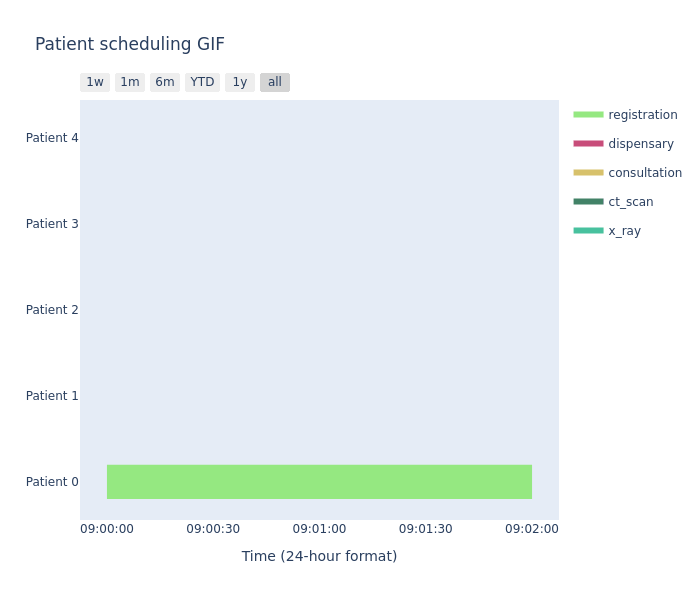 Patient scheduling GIF
1w 1m 6m YTD 1y all
Patient 4
Patient 3
Patient 2
Patient 1
Patient 0
09:00:00 09:00:30 09:01:00 09:01:30 09:02:00
Time (24-hour format)
registration
dispensary
consultation
ct_scan
x_ray